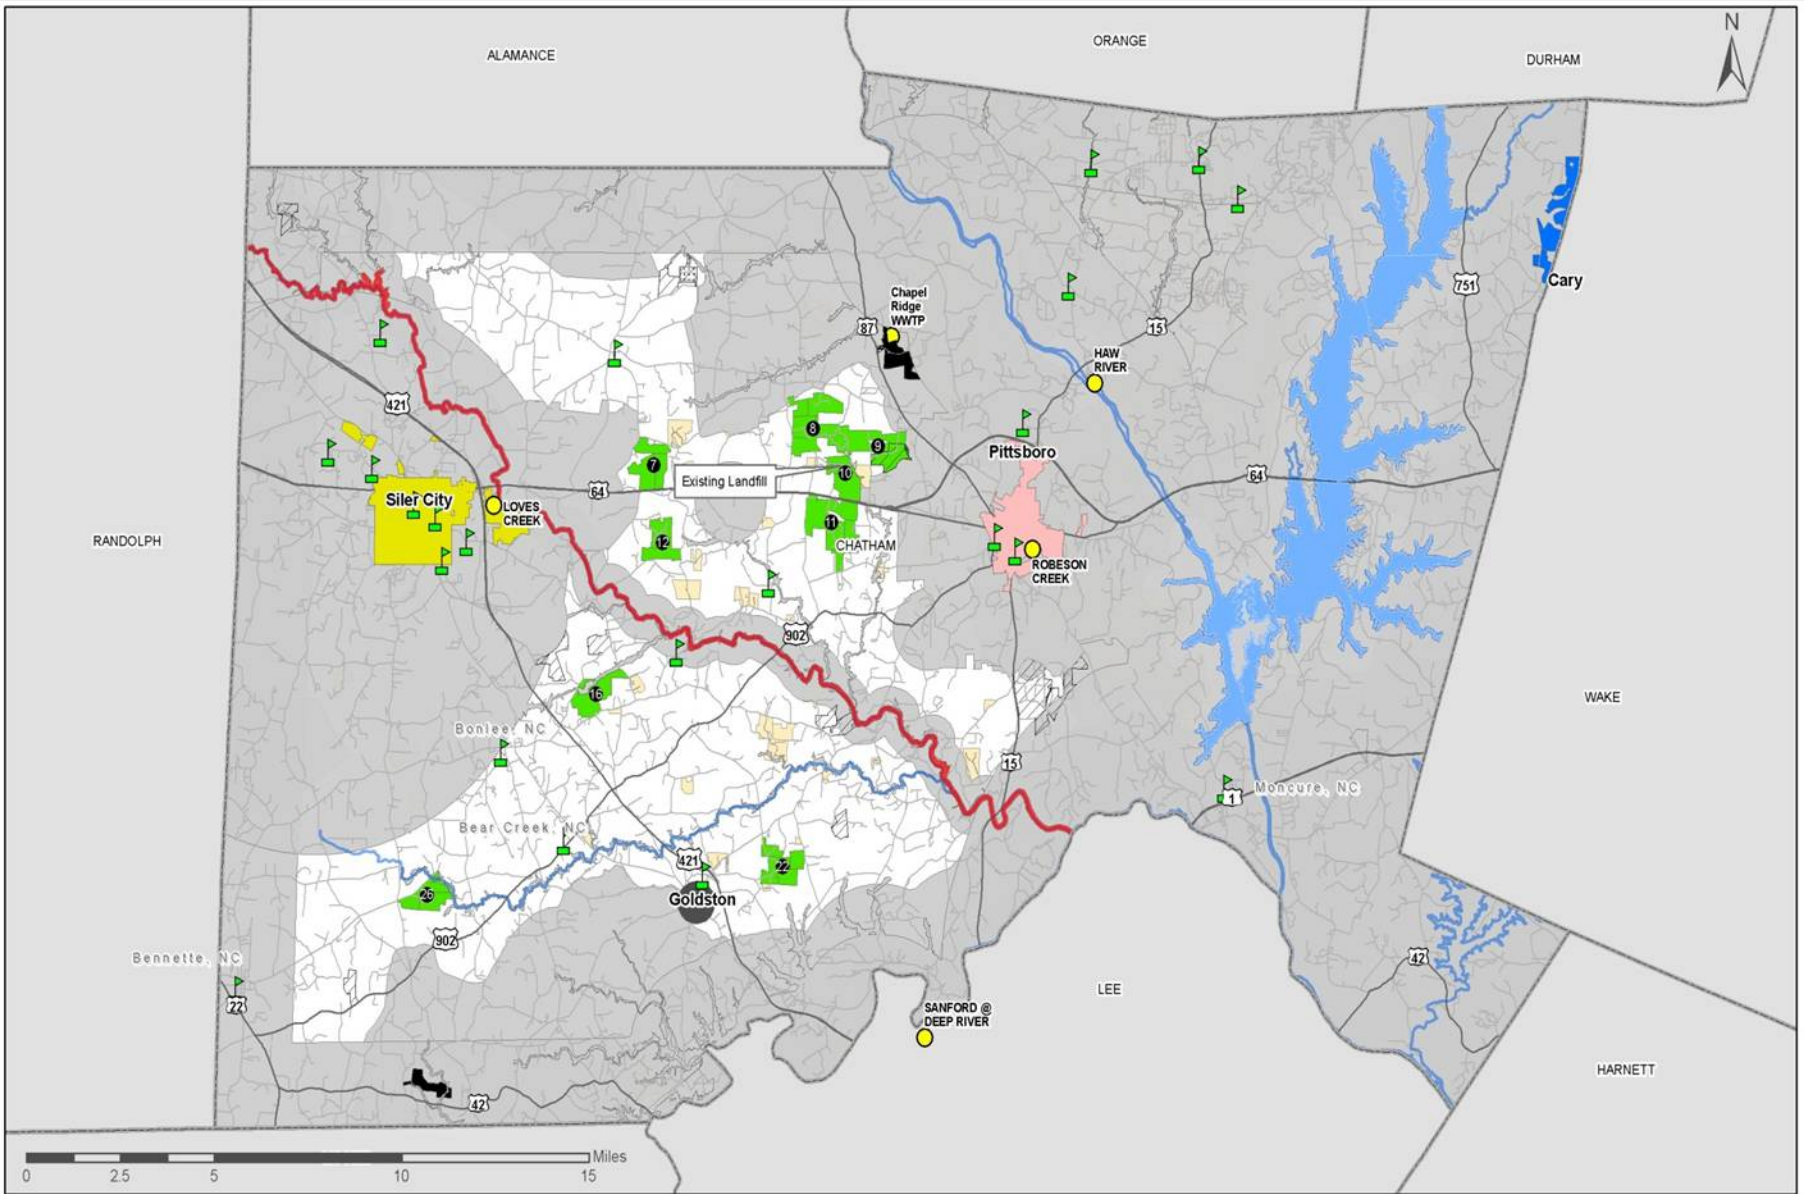 ORANGE
N
ALAMANCE
DURHAM
751
Cary
Chapel
Ridge
WWTP
87
15
HAW
RIVER
421
8
9
Pittsboro
7
10
Existing Landfill
64
64
Siler City
LOVES
CREEK
11
RANDOLPH
12
CHATHAM
ROBESON
CREEK
902
16
WAKE
Bonlee, NC
15
Moncure, NC
1
Bear Creek, NC
421
22
26
Goldston
902
Bennette, NC
42
22
LEE
SANFORD @
DEEP RIVER
HARNETT
42
Miles
0 2.5 5 10 15